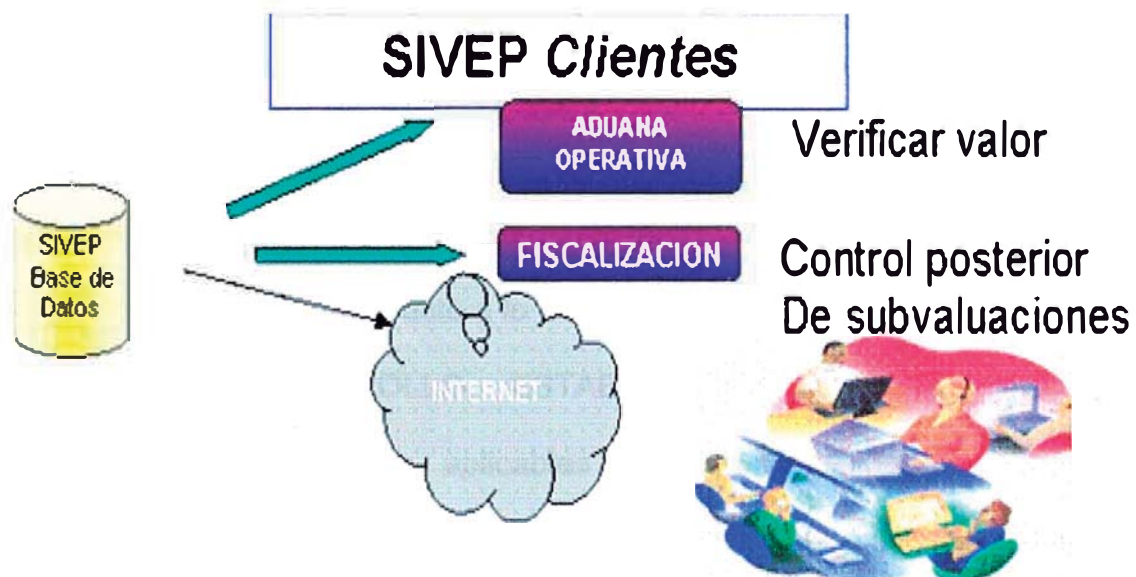 SIVEP Clientes
ADUANA
OPERATIVA
Verificar valor
SIVEP
Base de
Datos
FISCALIZACION
Control posterior
De subvaluaciones
INTERNET